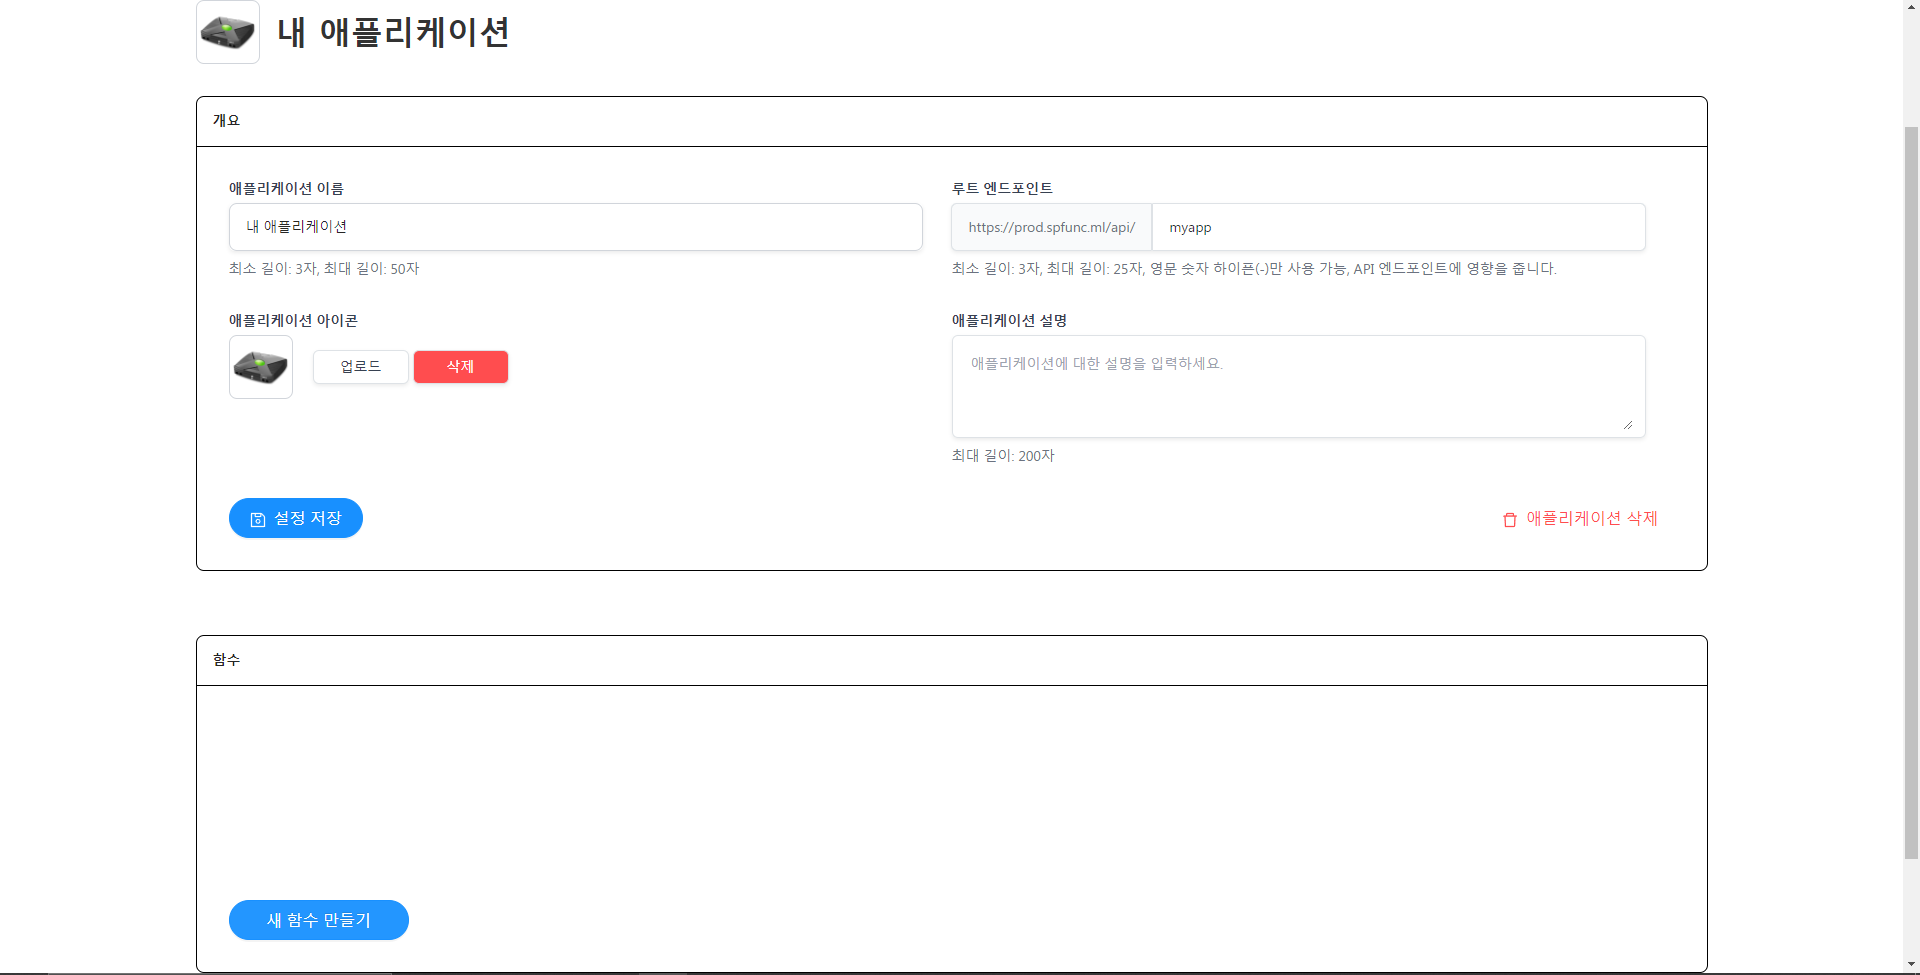 내 애플리케이션
개요
애플리케이션 이름
내 애플리케이션
최소 길이: 3자, 최대 길이: 50자
루트 엔드포인트
https://prod.spfunc.ml/api/ myapp
최소 길이: 3자, 최대 길이: 25자, 영문 숫자 하이픈(-)만 사용 가능, API 엔드포인트에 영향을 줍니다.
애플리케이션 아이콘
업로드 삭제
애플리케이션 설명
애플리케이션에 대한 설명을 입력하세요.
최대 길이: 200자
설정 저장
애플리케이션 삭제
함수
새 함수 만들기